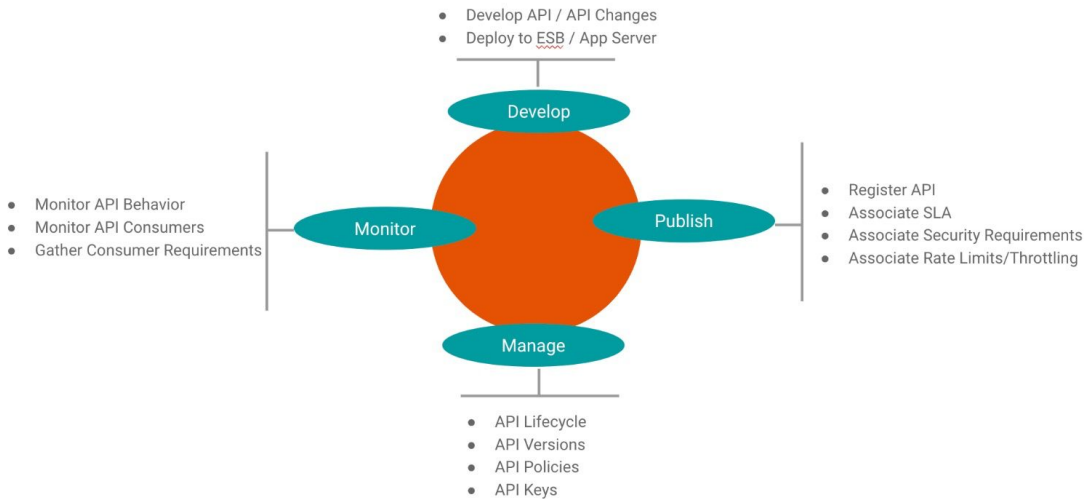 ● Develop API / API Changes
● Deploy to ESB / App Server
Develop
● Monitor API Behavior
● Monitor API Consumers
● Gather Consumer Requirements
Monitor
Publish
● Register API
● Associate SLA
● Associate Security Requirements
● Associate Rate Limits/Throttling
Manage
● API Lifecycle
● API Versions
● API Policies
● API Keys